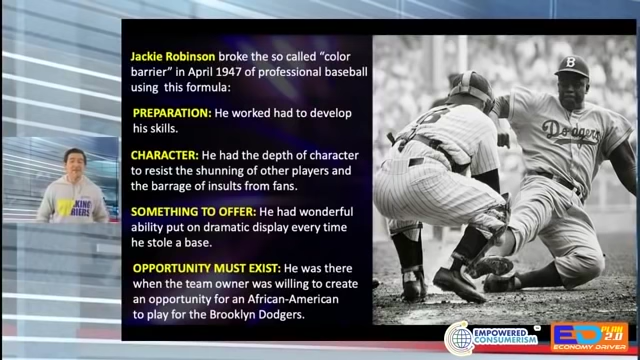 Jackie Robinson broke the so called “color
barrier” in April 1947 of professional baseball
using this formula:
PREPARATION: He worked had to develop
his skills.
CHARACTER: He had the depth of character
to resist the shunning of other players and
the barrage of insults from fans.
SOMETHING TO OFFER: He had wonderful
ability put on dramatic display every time
he stole a base.
OPPORTUNITY MUST EXIST: He was there
when the team owner was willing to create
an opportunity for an African-American
to play for the Brooklyn Dodgers.
B
Dodgers
EMPOWERED
CONSUMERISM
ED PLAN
2.0
ECONOMY DRIVER